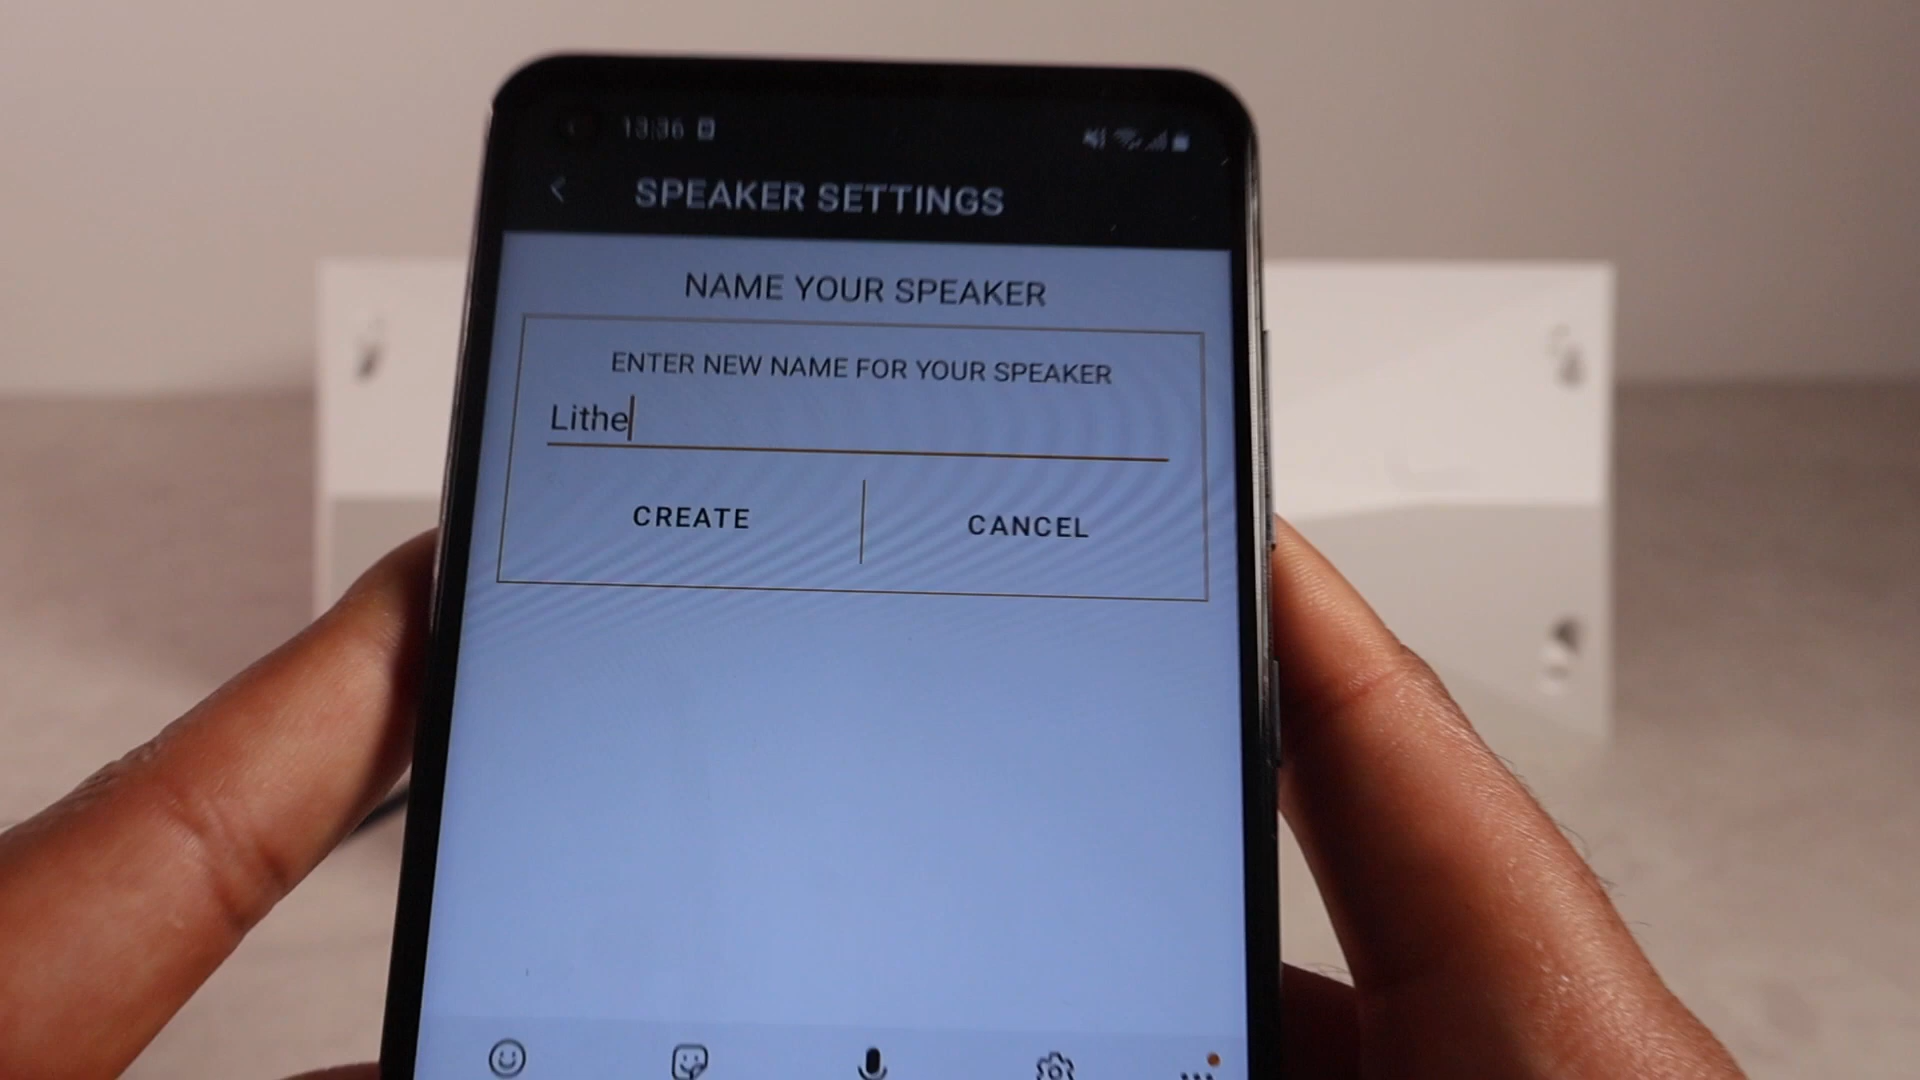 13:36
SPEAKER SETTINGS
NAME YOUR SPEAKER
ENTER NEW NAME FOR YOUR SPEAKER
Lithe
CREATE
CANCEL